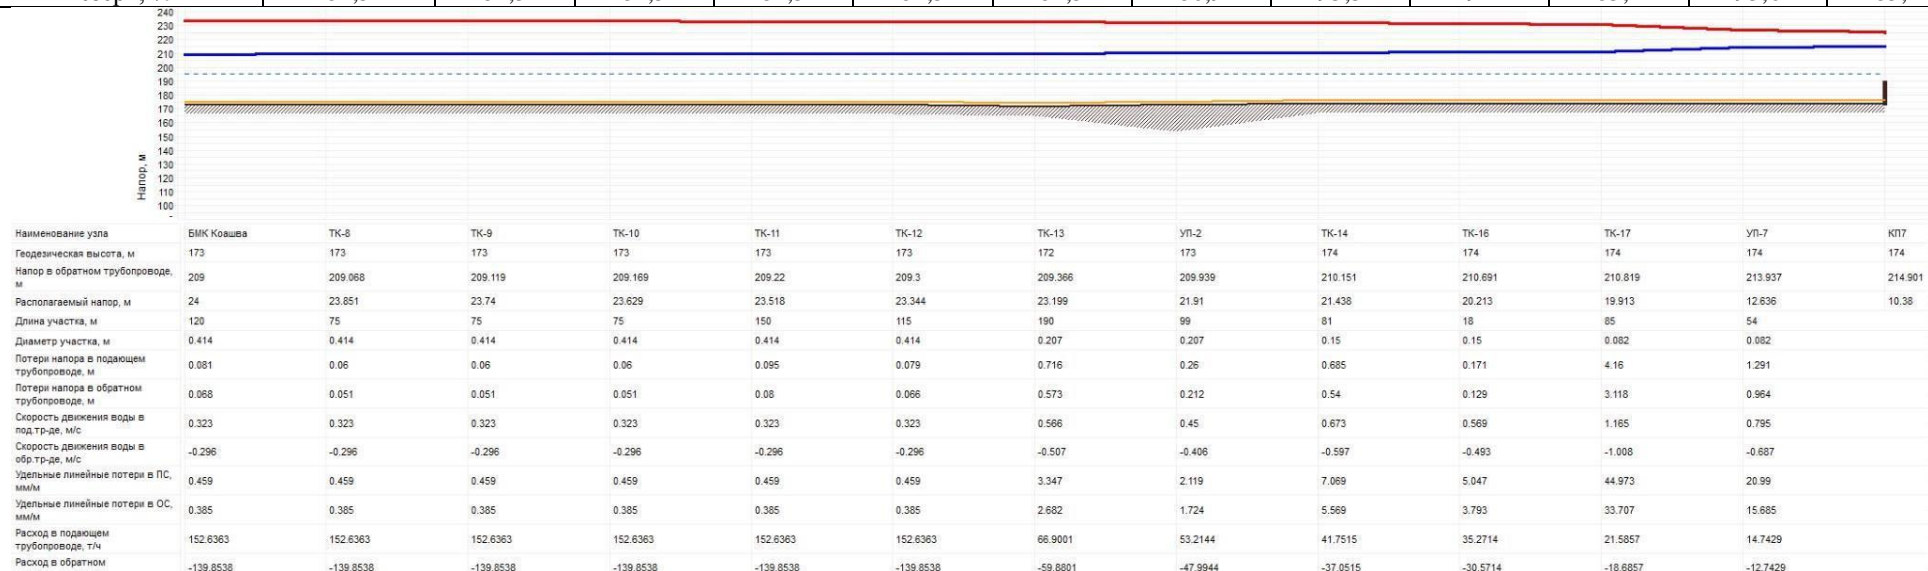 240
230
220
210
200
190
180
170
160
150
140
130
120
110
100
-
Напор, м
Наименование узла БМК Коашва ТК-8 ТК-9 ТК-10 ТК-11 ТК-12 ТК-13 УП-2 ТК-14 ТК-16 ТК-17 УП-7 КП7
Геодезическая высота, м 173 173 173 173 173 173 172 173 174 174 174 174 174
Напор в обратном трубопроводе,
м 209 209.068 209.119 209.169 209.22 209.3 209.366 209.939 210.151 210.691 210.819 213.937 214.901
Располагаемый напор, м 24 23.851 23.74 23.629 23.518 23.344 23.199 21.91 21.438 20.213 19.913 12.636 10.38
Длина участка, м 120 75 75 75 150 115 190 99 81 18 85 54
Диаметр участка, м 0.414 0.414 0.414 0.414 0.414 0.414 0.207 0.207 0.15 0.15 0.082 0.082
Потери напора в подающем
трубопроводе, м 0.081 0.06 0.06 0.06 0.095 0.079 0.716 0.26 0.685 0.171 4.16 1.291
Потери напора в обратном
трубопроводе, м 0.068 0.051 0.051 0.051 0.08 0.066 0.573 0.212 0.54 0.129 3.118 0.964
Скорость движения воды в
под.тр-де, м/с 0.323 0.323 0.323 0.323 0.323 0.323 0.566 0.45 0.673 0.569 1.165 0.795
Скорость движения воды в
обр.тр-де, м/с -0.296 -0.296 -0.296 -0.296 -0.296 -0.296 -0.507 -0.406 -0.597 -0.493 -1.008 -0.687
Удельные линейные потери в ПС,
мм/м 0.459 0.459 0.459 0.459 0.459 0.459 3.347 2.119 7.069 5.047 44.973 20.99
Удельные линейные потери в ОС,
мм/м 0.385 0.385 0.385 0.385 0.385 0.385 2.682 1.724 5.569 3.793 33.707 15.685
Расход в подающем
трубопроводе, т/ч 152.6363 152.6363 152.6363 152.6363 152.6363 152.6363 66.9001 53.2144 41.7515 35.2714 21.5857 14.7429
Расход в обратном
-139.8538 -139.8538 -139.8538 -139.8538 -139.8538 -139.8538 -59.8801 -47.9944 -37.0515 -30.5714 -18.6857 -12.7429